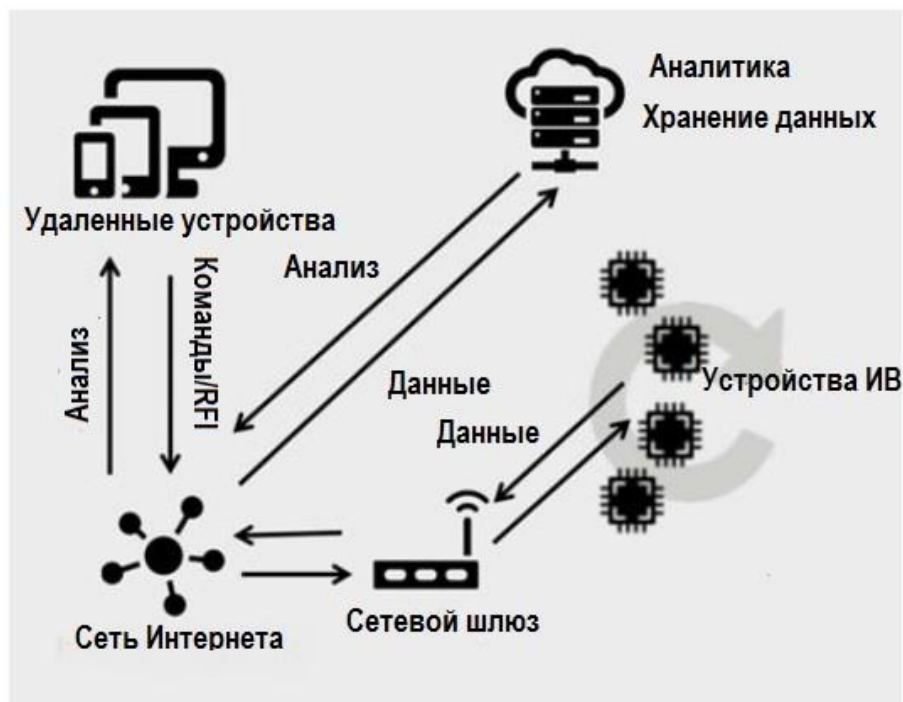 Аналитика
Хранение данных
Удаленные устройства
Анализ
Команды/RFI
Анализ
Данные
Данные
Устройства ИВ
Сетевой шлюз
Сеть Интернета